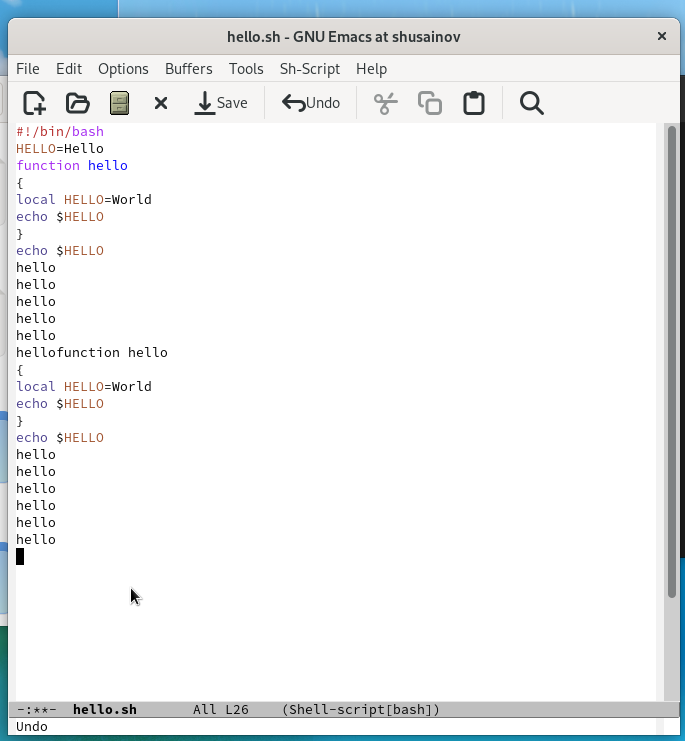 hello.sh - GNU Emacs at shusainov
File Edit Options Buffers Tools Sh-Script Help
Save Undo
#!/bin/bash
HELLO=Hello
function hello
{
local HELLO=World
echo $HELLO
}
echo $HELLO
hello
hello
hello
hello
hello
hellofunction hello
{
local HELLO=World
echo $HELLO
}
echo $HELLO
hello
hello
hello
hello
hello
hello
-:**- hello.sh All L26 (Shell-script[bash])
Undo